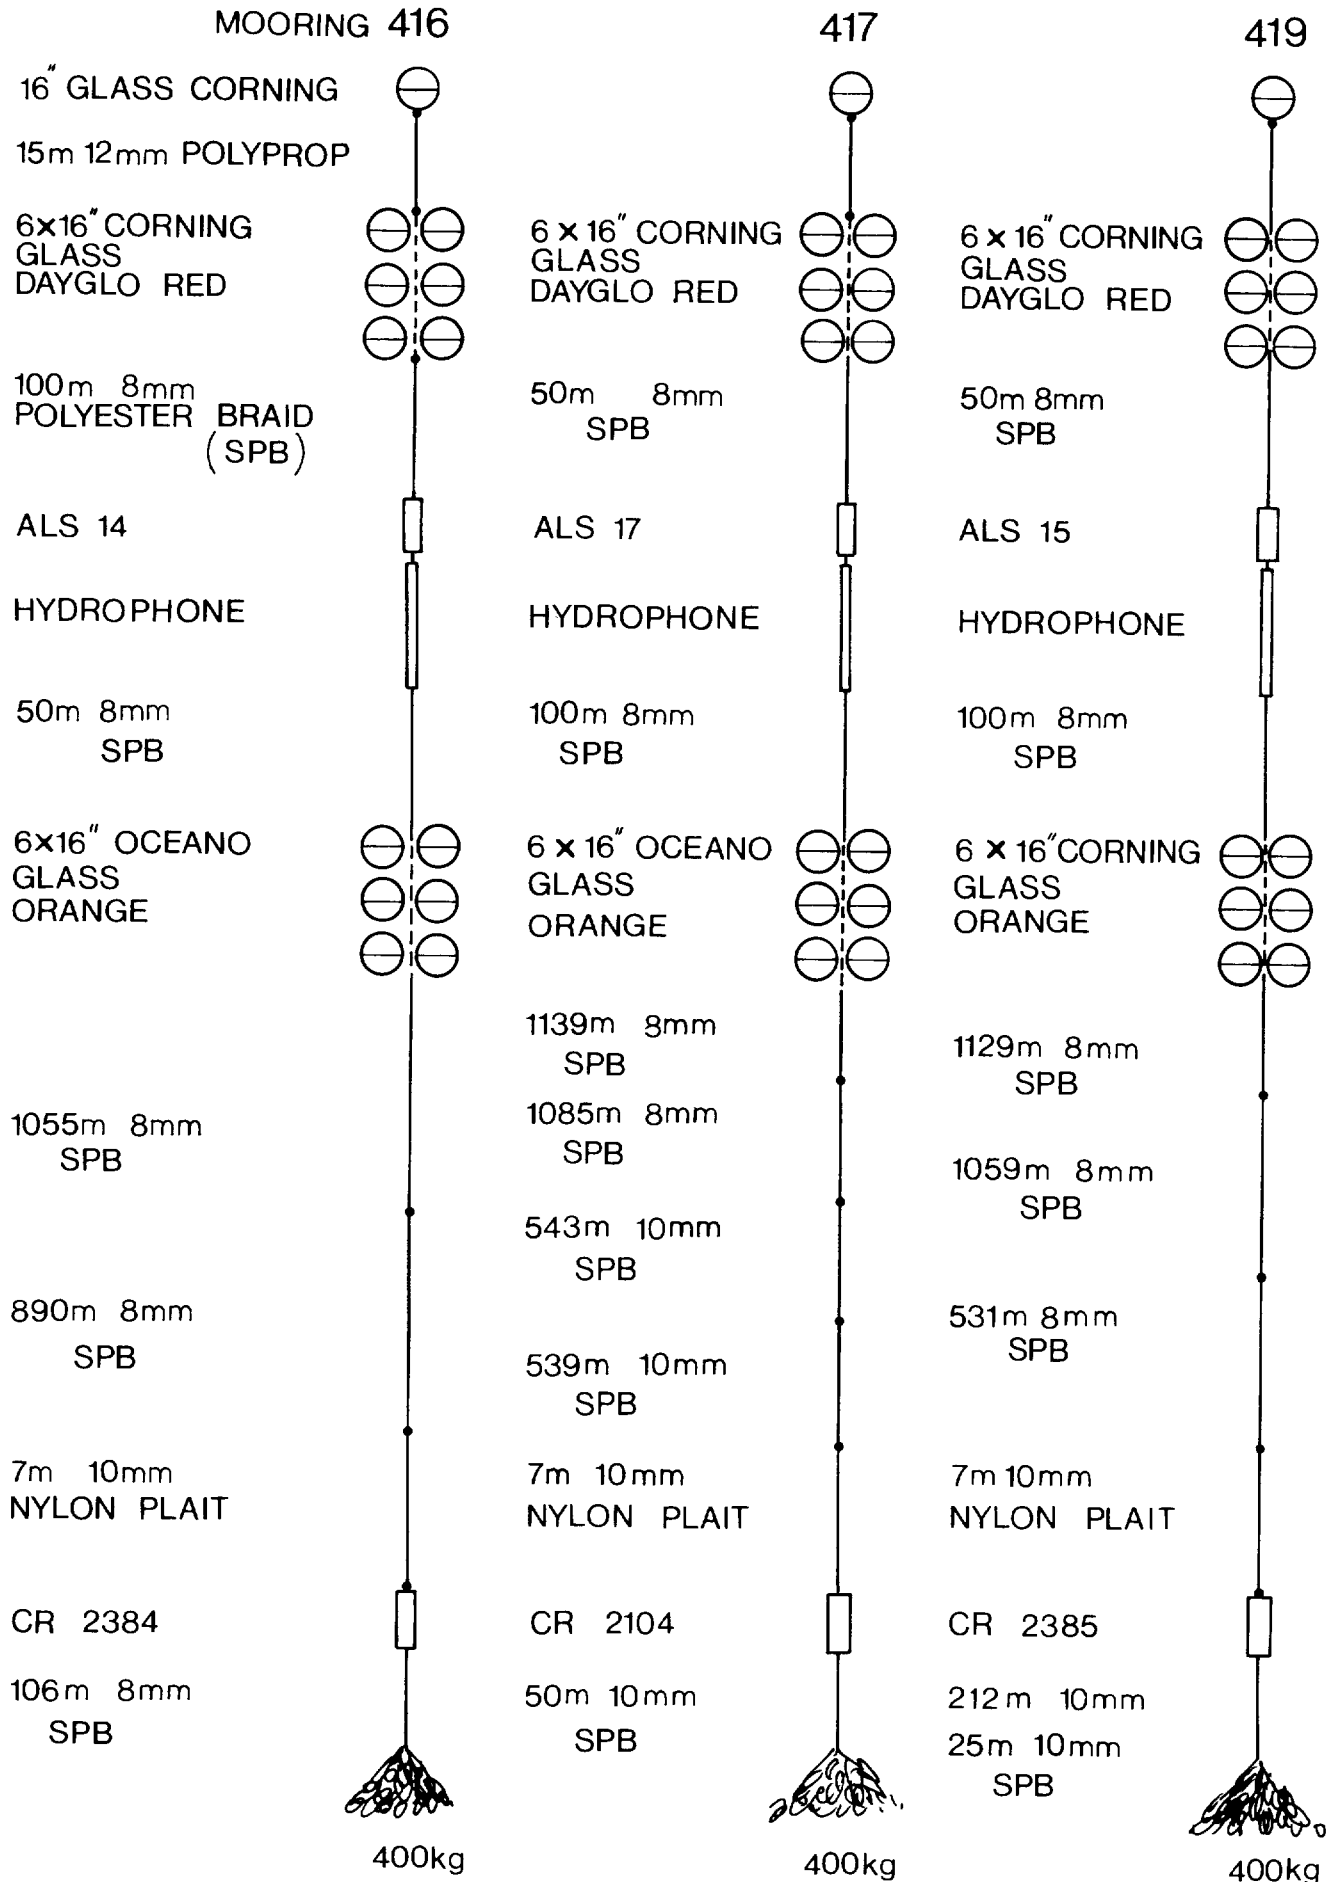 MOORING 416
16" GLASS CORNING
15m 12mm POLYPROP
6x16" CORNING
GLASS
DAYGLO RED
100m 8mm
POLYESTER BRAID
(SPB)
ALS 14
HYDROPHONE
50m 8mm
SPB
6x16" OCEANO
GLASS
ORANGE
1055m 8mm
SPB
890m 8mm
SPB
7m 10mm
NYLON PLAIT
CR 2384
106m 8mm
SPB
400kg
417
6 x 16" CORNING
GLASS
DAYGLO RED
50m 8mm
SPB
ALS 17
HYDROPHONE
100m 8mm
SPB
6 x 16" OCEANO
GLASS
ORANGE
1139m 8mm
SPB
1085m 8mm
SPB
543m 10mm
SPB
539m 10mm
SPB
7m 10mm
NYLON PLAIT
CR 2104
50m 10mm
SPB
400kg
419
6 x 16" CORNING
GLASS
DAYGLO RED
50m 8mm
SPB
ALS 15
HYDROPHONE
100m 8mm
SPB
6 x 16" CORNING
GLASS
ORANGE
1129m 8mm
SPB
1059m 8mm
SPB
531m 8mm
SPB
7m 10mm
NYLON PLAIT
CR 2385
212m 10mm
25m 10mm
SPB
400kg